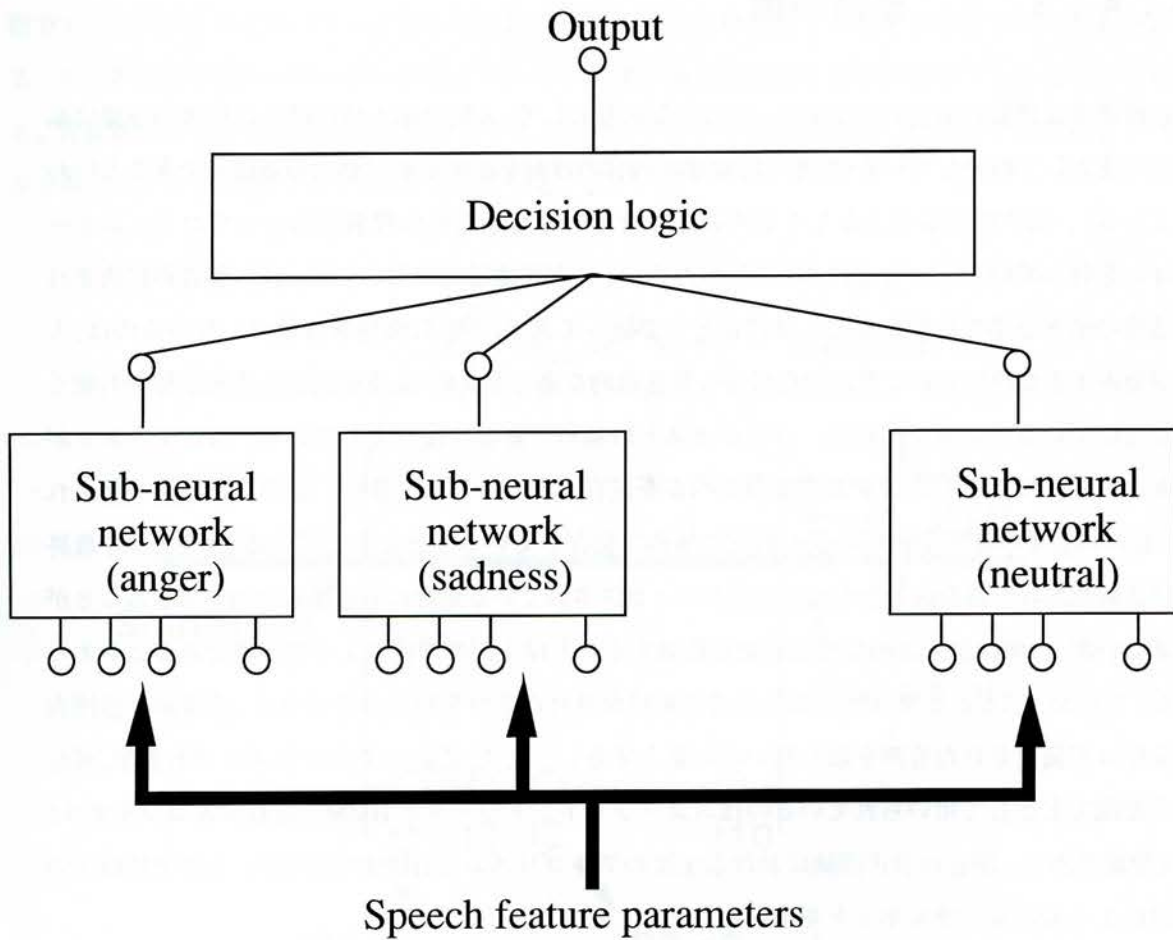 Output
Decision logic
Sub-neural
network
(anger)
Sub-neural
network
(sadness)
Sub-neural
network
(neutral)
Speech feature parameters